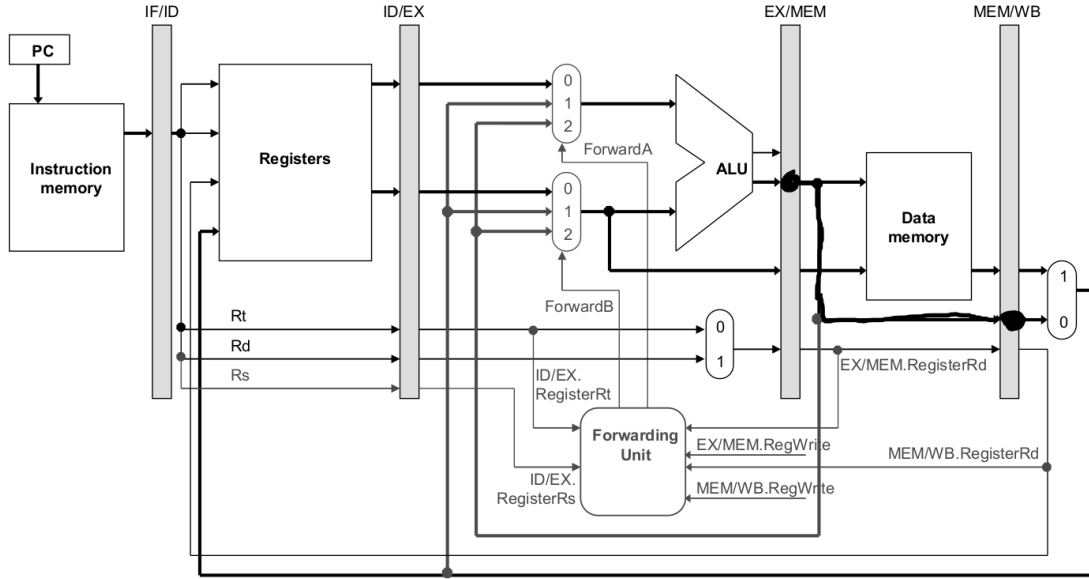 IF/ID
ID/EX
EX/MEM
MEM/WB
PC
Instruction
memory
Registers
0
1
2
ForwardA
0
1
2
ForwardB
ALU
Data
memory
1
0
Rt
Rd
Rs
0
1
ID/EX.
RegisterRt
EX/MEM.RegisterRd
Forwarding
Unit
EX/MEM.RegWrite
MEM/WB.RegisterRd
ID/EX.
RegisterRs
MEM/WB.RegWrite